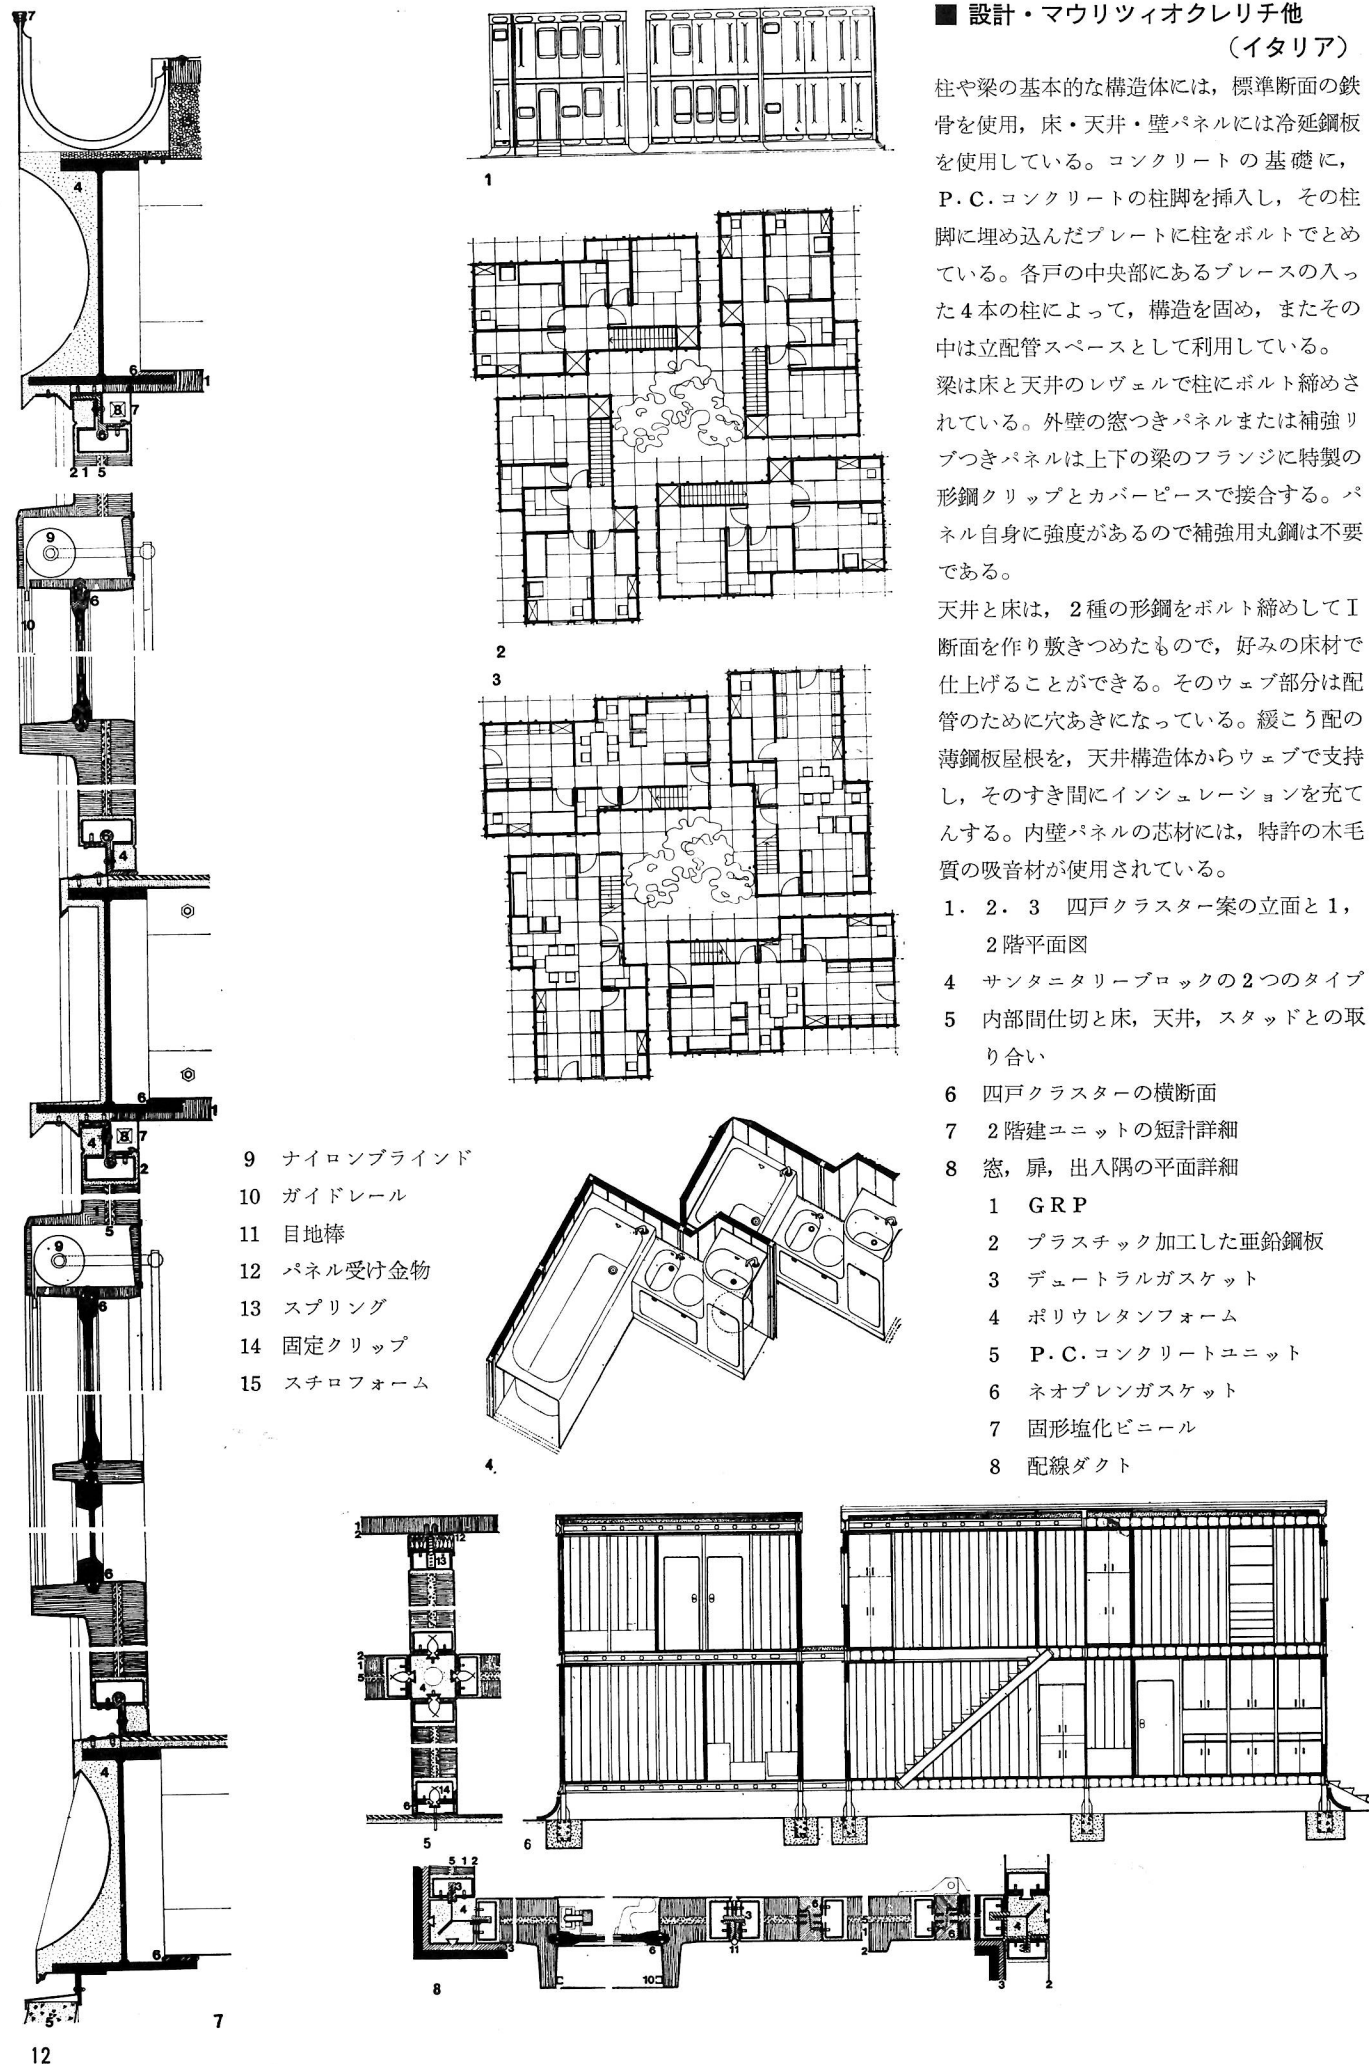 ■ 設計・マウリツィオクレリチ他
（イタリア）
柱や梁の基本的な構造体には，標準断面の鉄
骨を使用，床・天井・壁パネルには冷延鋼板
を使用している。コンクリートの基礎に，
P.C.コンクリートの柱脚を挿入し，その柱
脚に埋め込んだプレートに柱をボルトでとめ
ている。各戸の中央部にあるブレースの入っ
た4本の柱によって，構造を固め，またその
中は立配管スペースとして利用している。
梁は床と天井のレヴェルで柱にボルト締めさ
れている。外壁の窓つきパネルまたは補強リ
ブつきパネルは上下の梁のフランジに特製の
形鋼クリップとカバーピースで接合する。パ
ネル自身に強度があるので補強用丸鋼は不要
である。
天井と床は，2種の形鋼をボルト締めしてI
断面を作り敷きつめたもので，好みの床材で
仕上げることができる。そのウェブ部分は配
管のために穴あきになっている。緩こう配の
薄鋼板屋根を，天井構造体からウェブで支持
し，そのすき間にインシュレーションを充て
んする。内壁パネルの芯材には，特許の木毛
質の吸音材が使用されている。
1．2．3 四戸クラスター案の立面と1，
2階平面図
4 サンタニタリーブロックの2つのタイプ
5 内部間仕切と床，天井，スタッドとの取
り合い
6 四戸クラスターの横断面
7 2階建ユニットの短計詳細
8 窓，扉，出入隅の平面詳細
1 GRP
2 プラスチック加工した亜鉛鋼板
3 デュートラルガスケット
4 ポリウレタンフォーム
5 P.C.コンクリートユニット
6 ネオプレンガスケット
7 固形塩化ビニール
8 配線ダクト
9 ナイロンブラインド
10 ガイドレール
11 目地棒
12 パネル受け金物
13 スプリング
14 固定クリップ
15 スチロフォーム
1
2
3
4
5
6
7
8
12